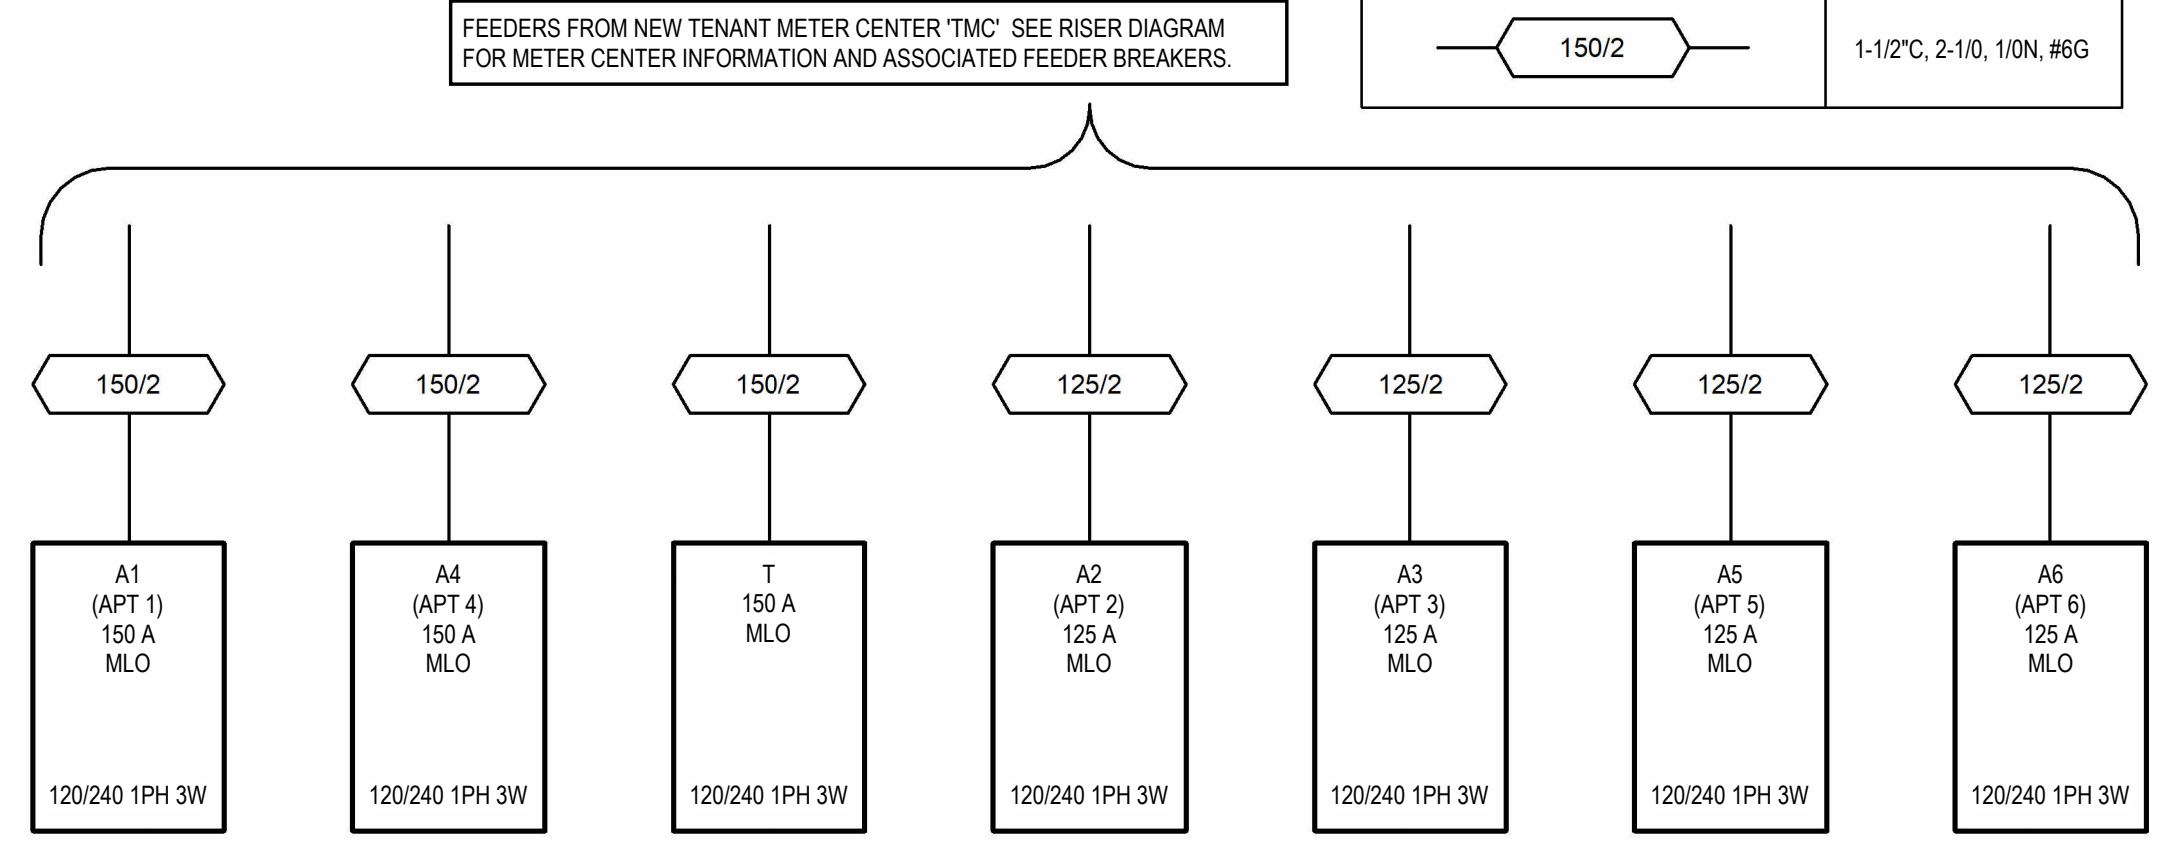 FEEDERS FROM NEW TENANT METER CENTER 'TMC' SEE RISER DIAGRAM
FOR METER CENTER INFORMATION AND ASSOCIATED FEEDER BREAKERS.
150/2
1-1/2"C, 2-1/0, 1/0N, #6G
150/2
150/2
150/2
125/2
125/2
125/2
125/2
A1
(APT 1)
150 A
MLO
120/240 1PH 3W
A4
(APT 4)
150 A
MLO
120/240 1PH 3W
T
150 A
MLO
120/240 1PH 3W
A2
(APT 2)
125 A
MLO
120/240 1PH 3W
A3
(APT 3)
125 A
MLO
120/240 1PH 3W
A5
(APT 5)
125 A
MLO
120/240 1PH 3W
A6
(APT 6)
125 A
MLO
120/240 1PH 3W